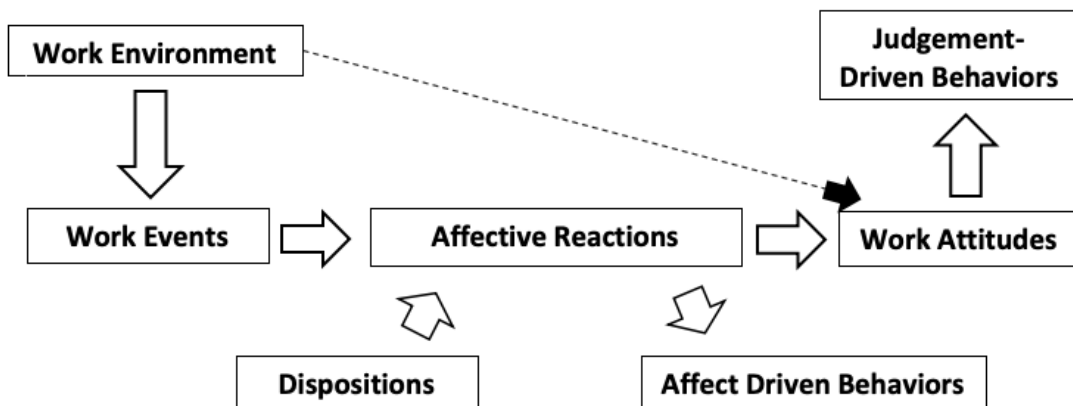 Work Environment
Judgement-
Driven Behaviors
Work Events
Affective Reactions
Work Attitudes
Dispositions
Affect Driven Behaviors